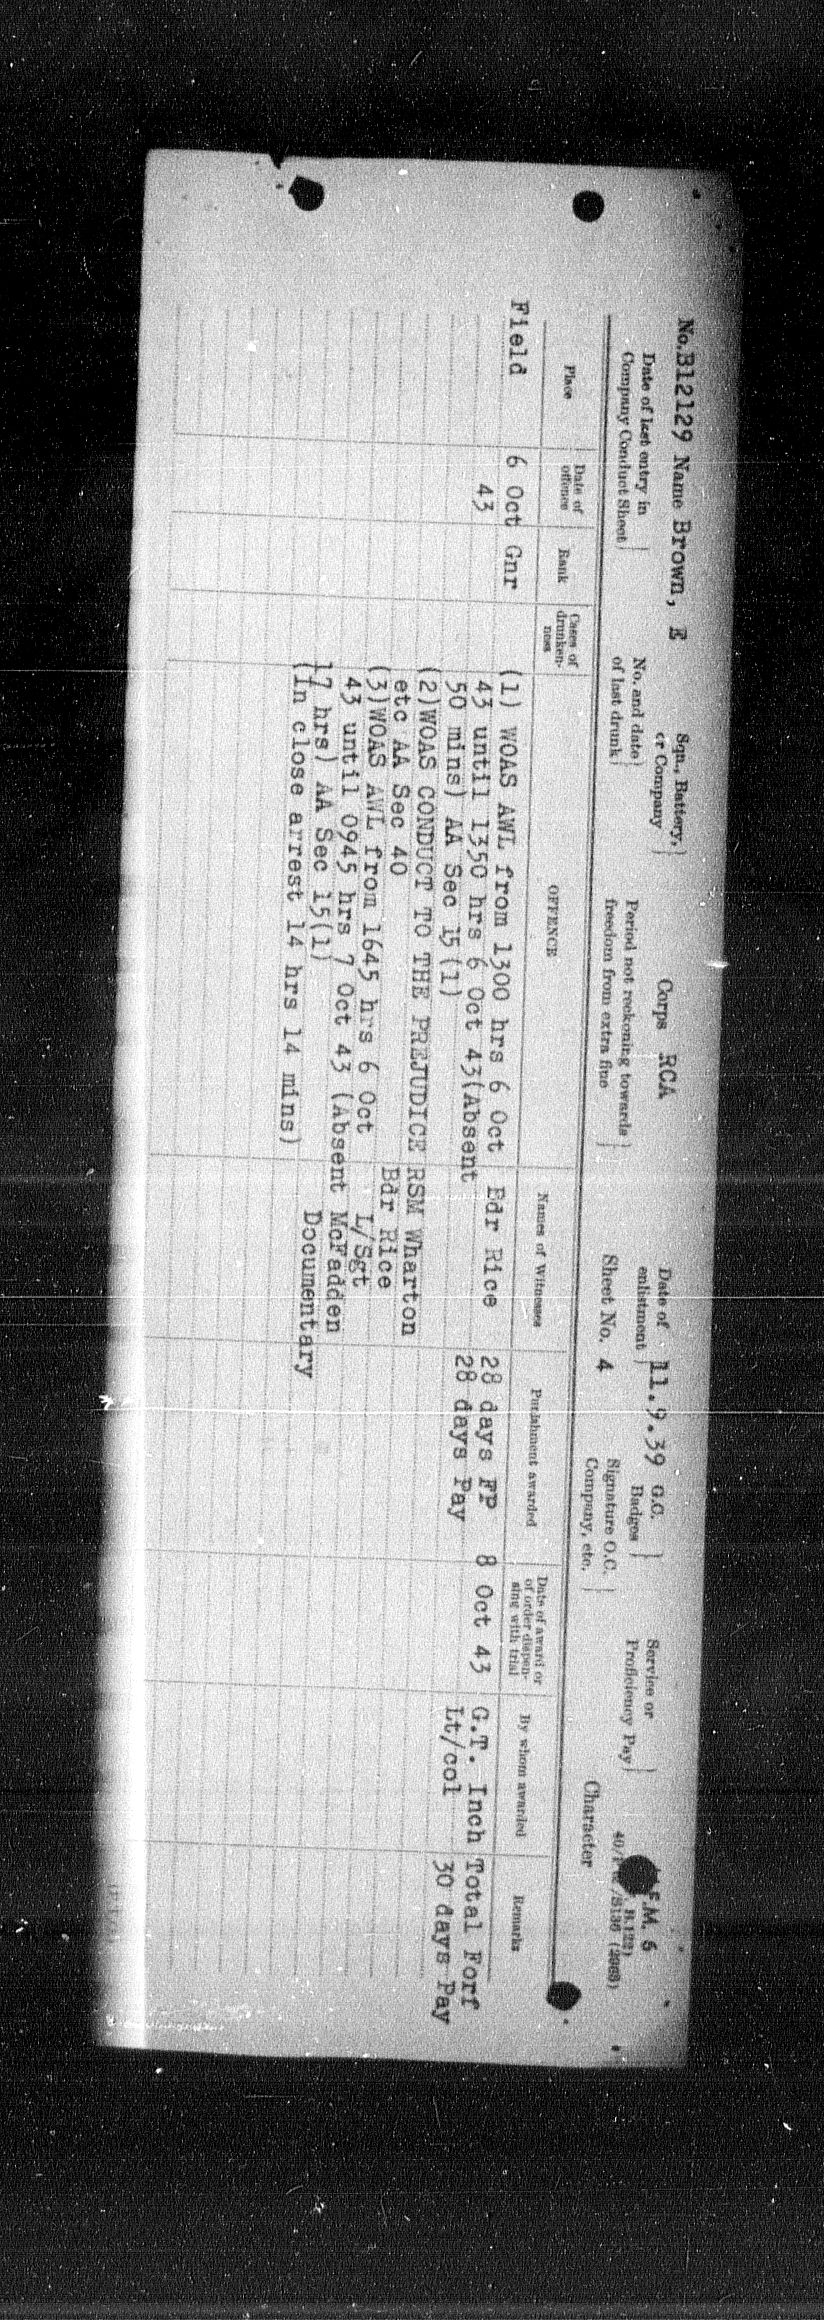 No.B12129 Name Brown, E Sqn., Battery, or Company Corps RCA Date of enlistment 11.9.39 G.C. Badges Service or Proficiency Pay F.M. 5
Date of last entry in Company Conduct Sheet No. and date of last drunk Period not reckoning towards freedom from extra fine Sheet No. 4 Signature O.C. Company, etc. Character
Place Date of offence Rank Cases of drunkenness OFFENCE Names of Witnesses Punishment awarded Date of award or of order dispensing with trial By whom awarded Remarks
Field 6 Oct Gnr (1) WOAS AWL from 1300 hrs 6 Oct Bdr Rice 28 days FP 8 Oct 43 G.T. Inch Total Forf
43 43 until 1350 hrs 6 Oct 43(Absent 28 days Pay Lt/col 30 days Pay
50 mins) AA Sec 15(1)
(2)WOAS CONDUCT TO THE PREJUDICE RSM Wharton
etc AA Sec 40 Bdr Rice
(3)WOAS AWL from 1645 hrs 6 Oct L/Sgt
43 until 0945 hrs 7 Oct 43 (Absent McFadden
17 hrs) AA Sec 15(1) Documentary
(In close arrest 14 hrs 14 mins)